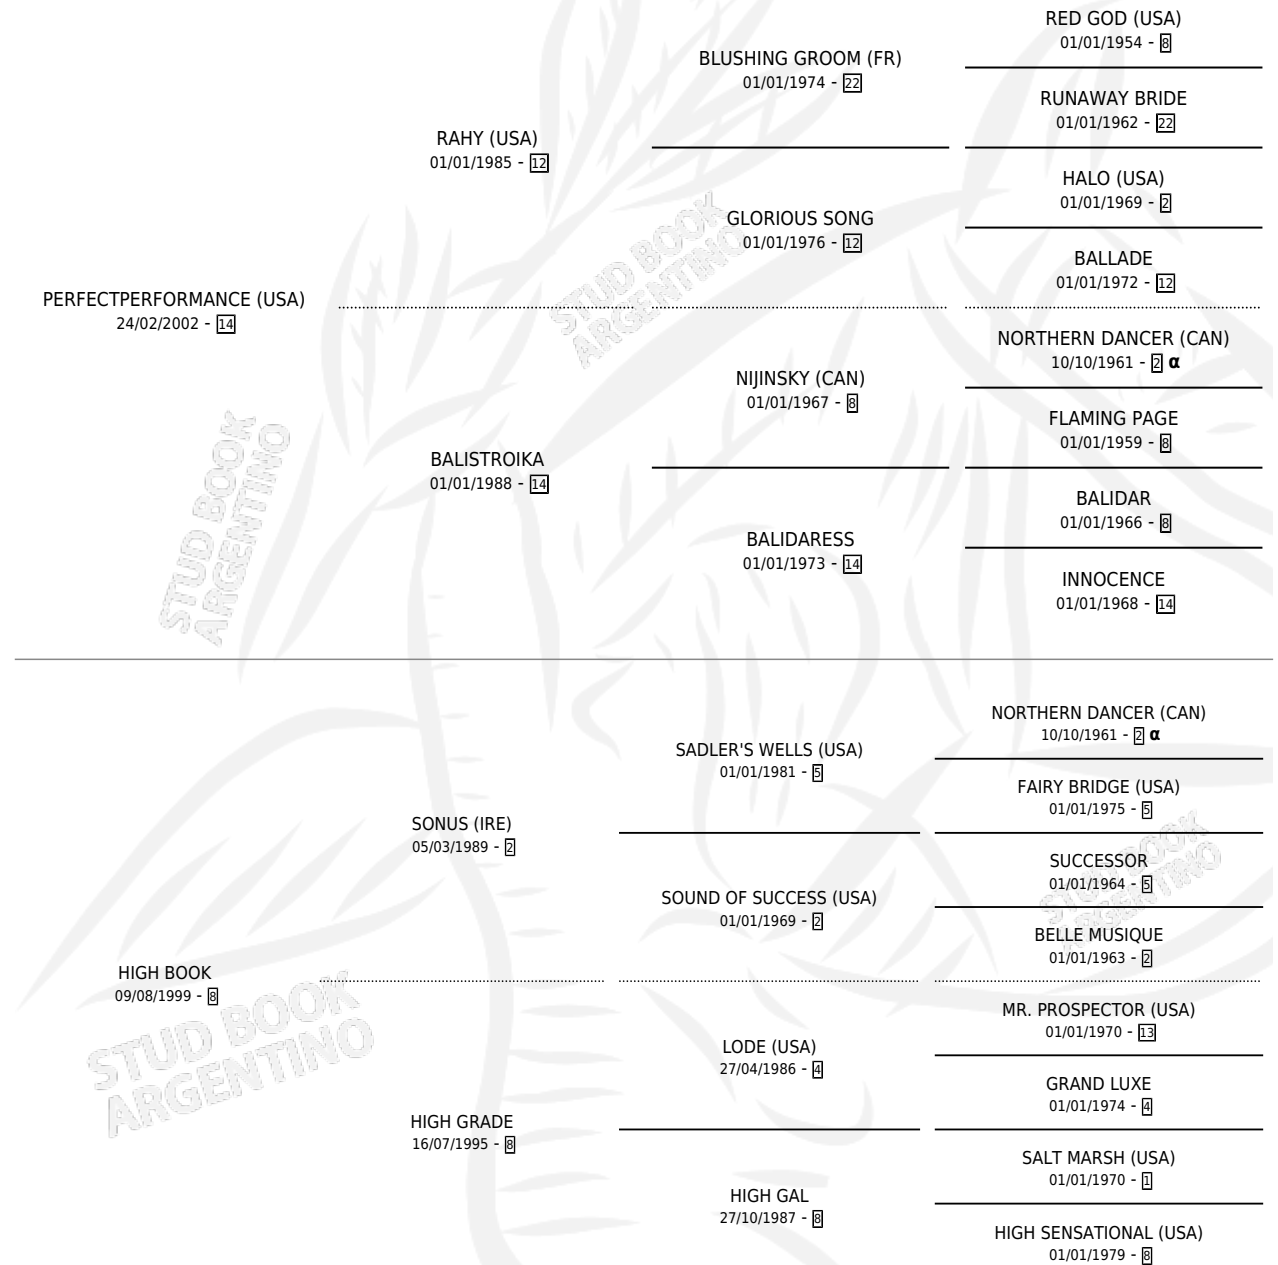 RED GOD (USA)
01/01/1954 - 8
BLUSHING GROOM (FR)
01/01/1974 - 22
RUNAWAY BRIDE
01/01/1962 - 22
RAHY (USA)
01/01/1985 - 12
HALO (USA)
01/01/1969 - 2
GLORIOUS SONG
01/01/1976 - 12
BALLADE
01/01/1972 - 12
STUD BOOK
ARGENTINO
PERFECTPERFORMANCE (USA)
24/02/2002 - 14
NORTHERN DANCER (CAN)
10/10/1961 - 2 α
NIJINSKY (CAN)
01/01/1967 - 8
FLAMING PAGE
01/01/1959 - 8
BALISTROIKA
01/01/1988 - 14
BALIDAR
01/01/1966 - 8
BALIDARESS
01/01/1973 - 14
INNOCENCE
01/01/1968 - 14
STUD BOOK
ARGENTINO
NORTHERN DANCER (CAN)
10/10/1961 - 2 α
SADLER'S WELLS (USA)
01/01/1981 - 5
FAIRY BRIDGE (USA)
01/01/1975 - 5
SONUS (IRE)
05/03/1989 - 2
SUCCESSOR
01/01/1964 - 5
SOUND OF SUCCESS (USA)
01/01/1969 - 2
BELLE MUSIQUE
01/01/1963 - 2
STUD BOOK
ARGENTINO
HIGH BOOK
09/08/1999 - 8
MR. PROSPECTOR (USA)
01/01/1970 - 13
LODE (USA)
27/04/1986 - 4
GRAND LUXE
01/01/1974 - 4
STUD BOOK
ARGENTINO
HIGH GRADE
16/07/1995 - 8
SALT MARSH (USA)
01/01/1970 - 1
HIGH GAL
27/10/1987 - 8
HIGH SENSATIONAL (USA)
01/01/1979 - 8